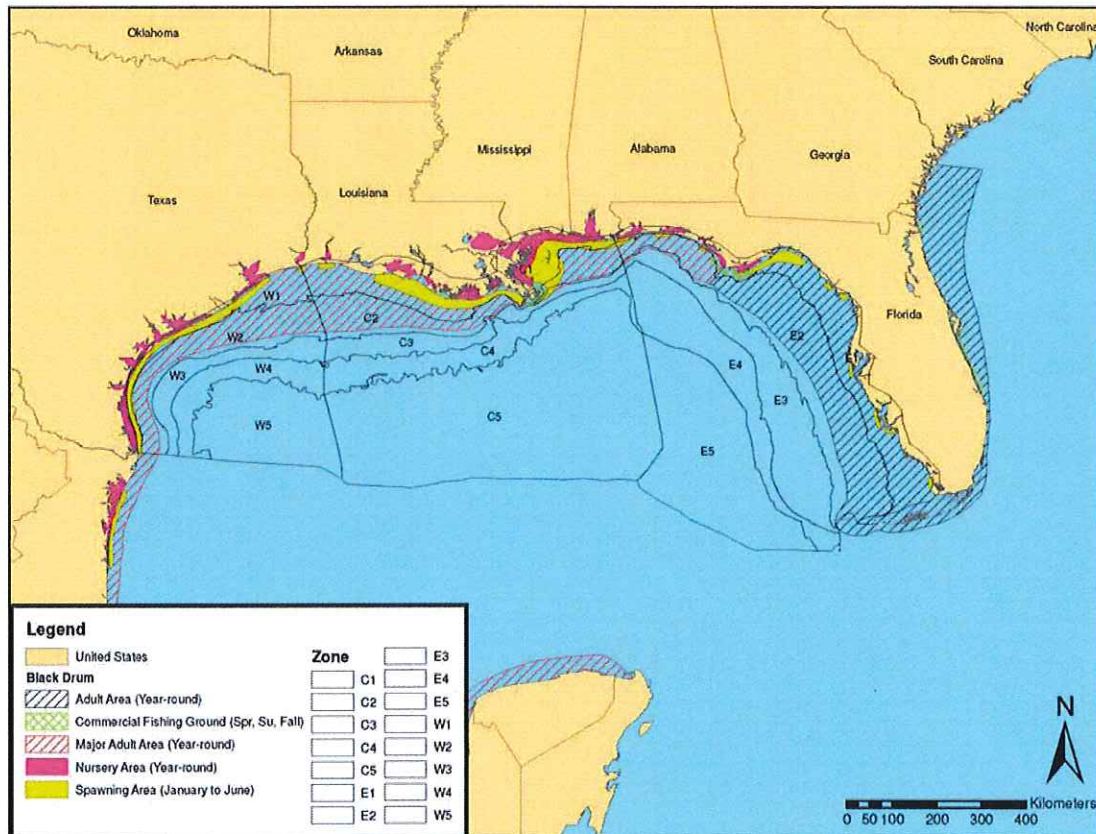 North Carolina
Oklahoma
Arkansas
South Carolina
Mississippi
Alabama
Georgia
Texas
Louisiana
W1
C2
W2
C3
C4
W3
W4
W5
C5
E2
Florida
E1
E4
E3
E5
Legend
United States
Black Drum
Adult Area (Year-round)
Commercial Fishing Ground (Spr, Su, Fall)
Major Adult Area (Year-round)
Nursery Area (Year-round)
Spawning Area (January to June)
Zone
C1
C2
C3
C4
C5
E1
E2
E3
E4
E5
W1
W2
W3
W4
W5
N
Kilometers
0 50 100 200 300 400